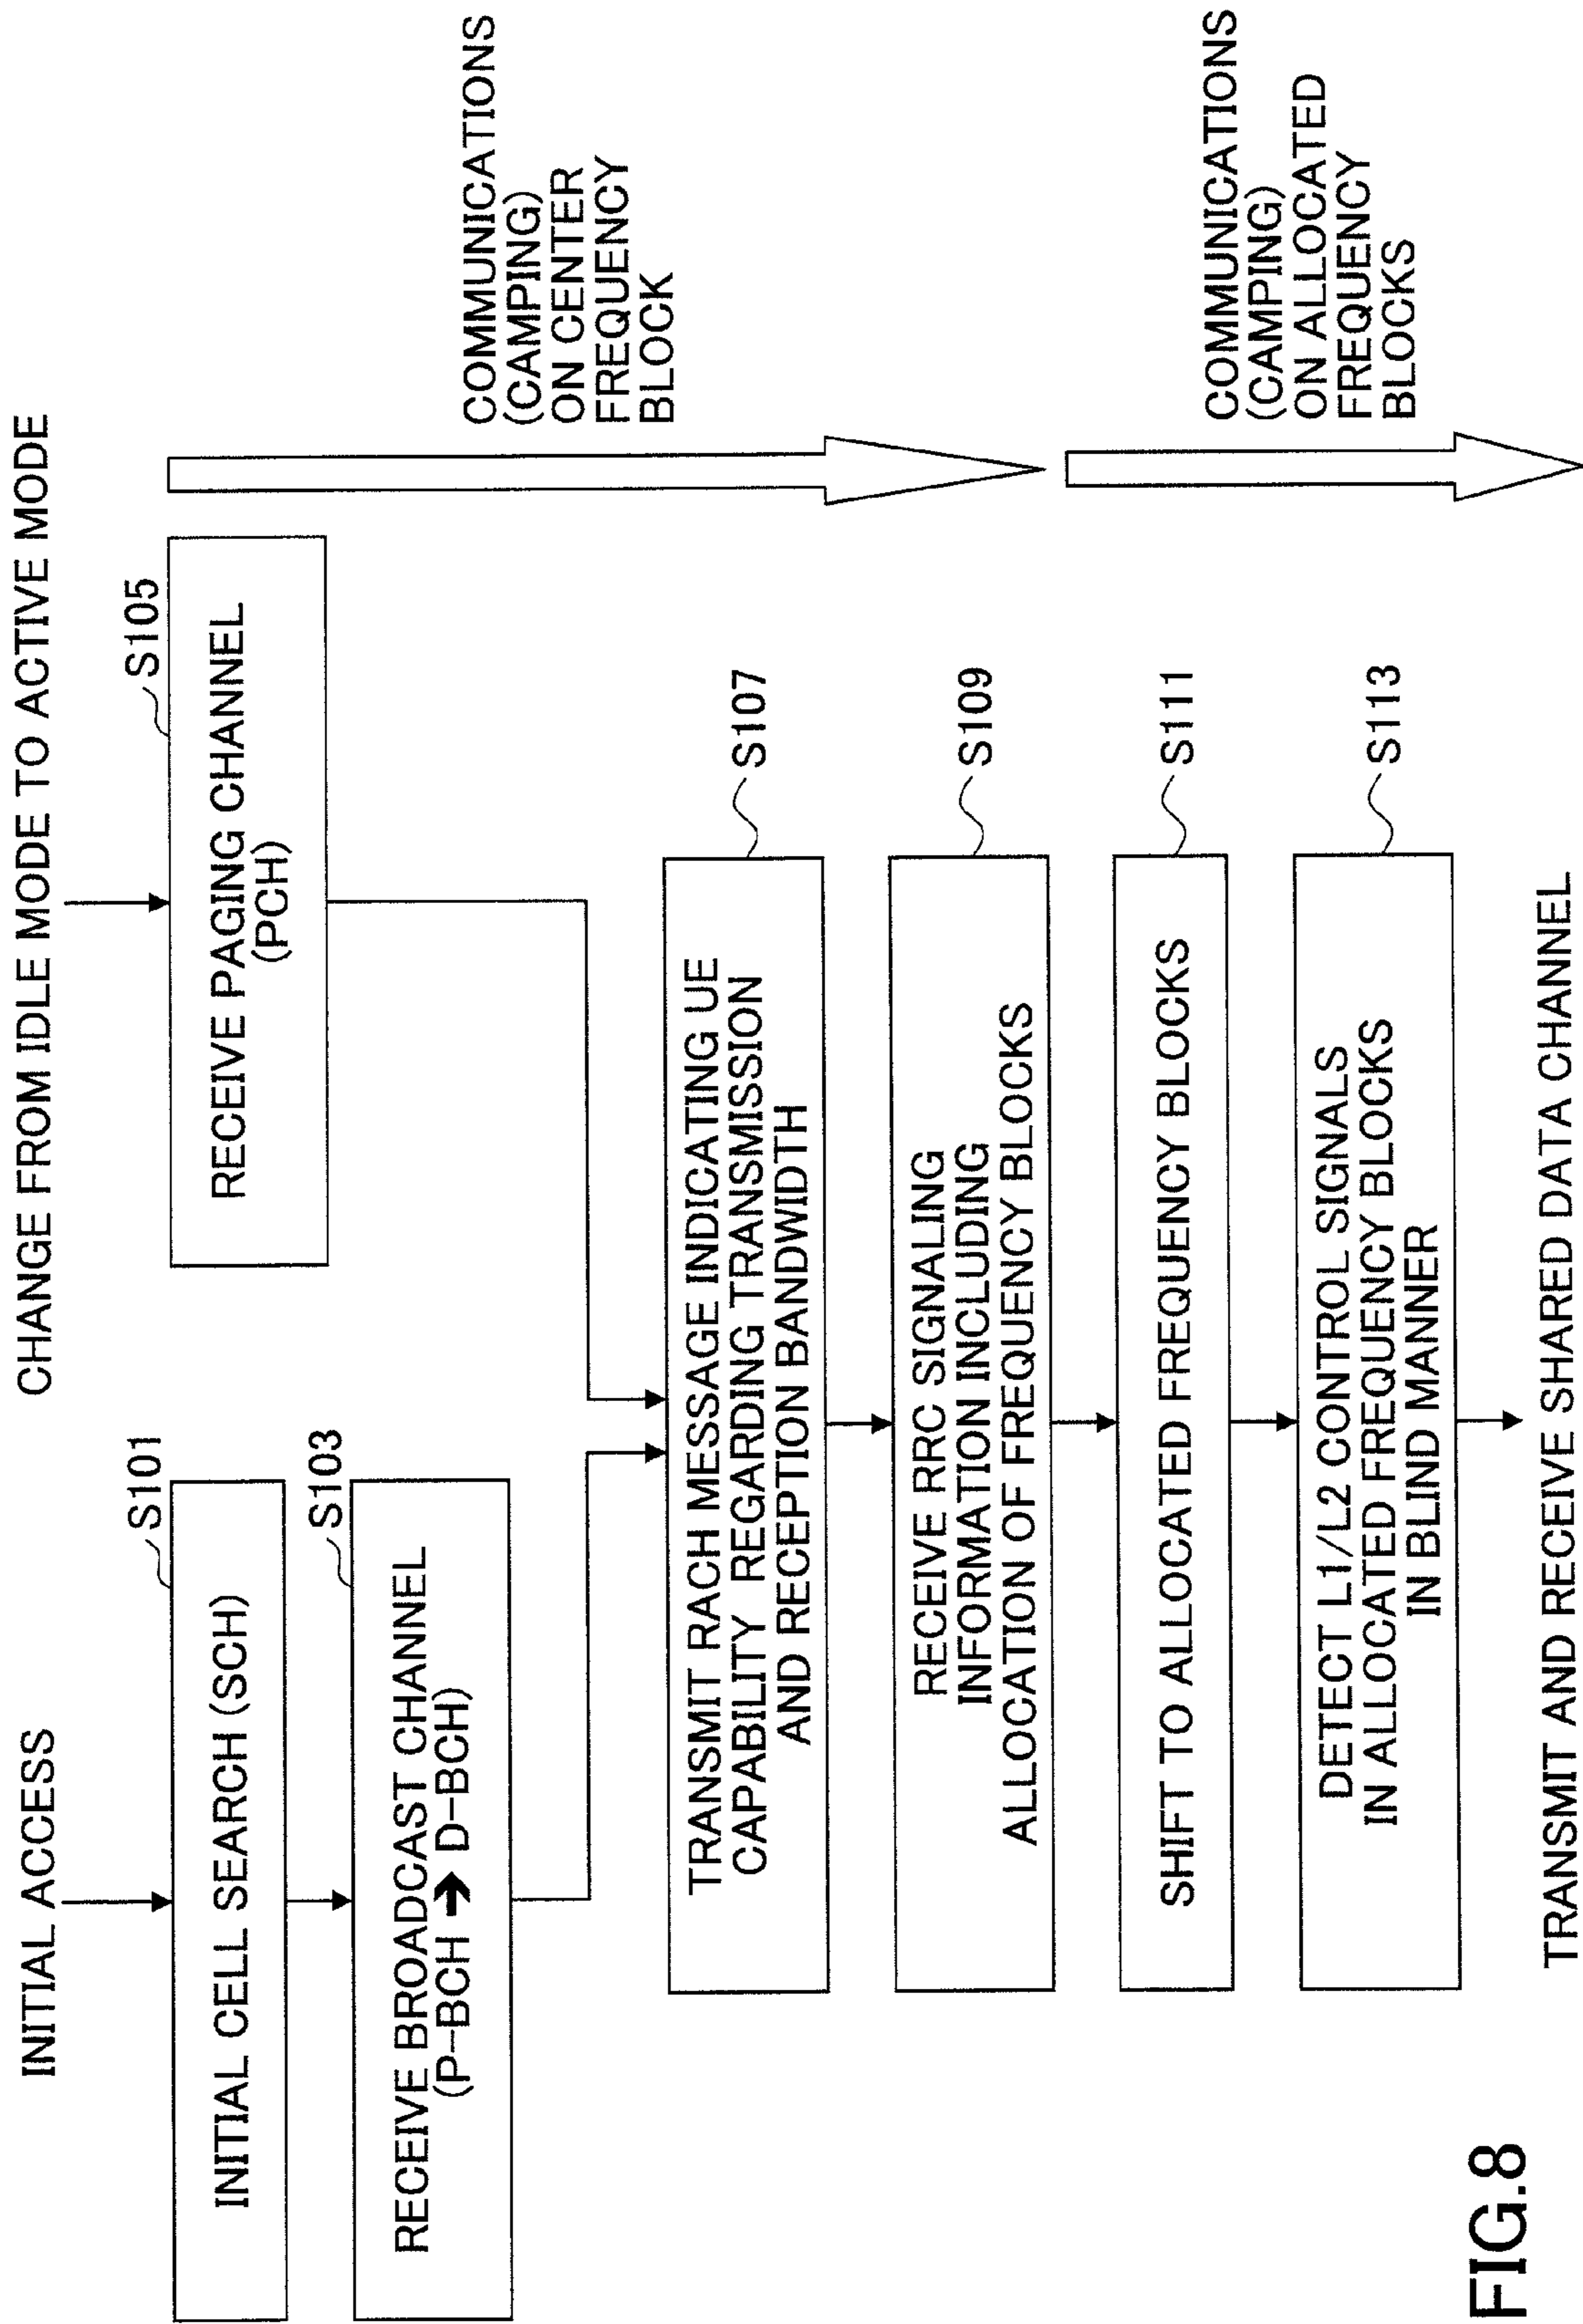 INITIAL ACCESS
CHANGE FROM IDLE MODE TO ACTIVE MODE
S101
INITIAL CELL SEARCH (SCH)
S103
RECEIVE BROADCAST CHANNEL
(P-BCH ➔ D-BCH)
S105
RECEIVE PAGING CHANNEL
(PCH)
S107
TRANSMIT RACH MESSAGE INDICATING UE
CAPABILITY REGARDING TRANSMISSION
AND RECEPTION BANDWIDTH
S109
RECEIVE RRC SIGNALING
INFORMATION INCLUDING
ALLOCATION OF FREQUENCY BLOCKS
S111
SHIFT TO ALLOCATED FREQUENCY BLOCKS
S113
DETECT L1/L2 CONTROL SIGNALS
IN ALLOCATED FREQUENCY BLOCKS
IN BLIND MANNER
TRANSMIT AND RECEIVE SHARED DATA CHANNEL
COMMUNICATIONS
(CAMPING)
ON CENTER
FREQUENCY
BLOCK
COMMUNICATIONS
(CAMPING)
ON ALLOCATED
FREQUENCY
BLOCKS
FIG.8